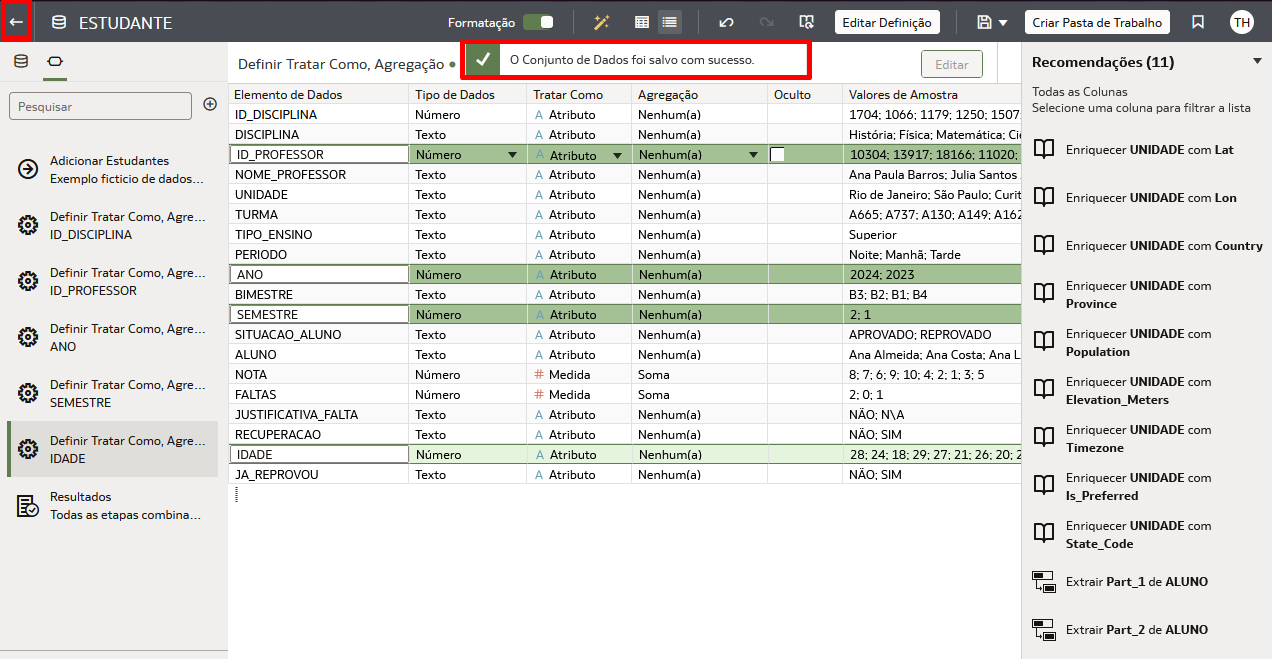 ESTUDANTE
Formatação
Editar Definição
Criar Pasta de Trabalho
TH
Pesquisar
Adicionar Estudantes
Exemplo ficticio de dados...
Definir Tratar Como, Agre...
ID_DISCIPLINA
Definir Tratar Como, Agre...
ID_PROFESSOR
Definir Tratar Como, Agre...
ANO
Definir Tratar Como, Agre...
SEMESTRE
Definir Tratar Como, Agre...
IDADE
Resultados
Todas as etapas combina...
Definir Tratar Como, Agregação
O Conjunto de Dados foi salvo com sucesso.
Editar
Elemento de Dados Tipo de Dados Tratar Como Agregação Oculto Valores de Amostra
ID_DISCIPLINA Número A Atributo Nenhum(a) 1704; 1066; 1179; 1250; 1507;
DISCIPLINA Texto A Atributo Nenhum(a) História; Física; Matemática; Ciê
ID_PROFESSOR Número A Atributo Nenhum(a) 10304; 13917; 18166; 11020;
NOME_PROFESSOR Texto A Atributo Nenhum(a) Ana Paula Barros; Julia Santos
UNIDADE Texto A Atributo Nenhum(a) Rio de Janeiro; São Paulo; Curit
TURMA Texto A Atributo Nenhum(a) A665; A737; A130; A149; A162
TIPO_ENSINO Texto A Atributo Nenhum(a) Superior
PERIODO Texto A Atributo Nenhum(a) Noite; Manhã; Tarde
ANO Número A Atributo Nenhum(a) 2024; 2023
BIMESTRE Texto A Atributo Nenhum(a) B3; B2; B1; B4
SEMESTRE Número A Atributo Nenhum(a) 2; 1
SITUACAO_ALUNO Texto A Atributo Nenhum(a) APROVADO; REPROVADO
ALUNO Texto A Atributo Nenhum(a) Ana Almeida; Ana Costa; Ana L
NOTA Número # Medida Soma 8; 7; 6; 9; 10; 4; 2; 1; 3; 5
FALTAS Número # Medida Soma 2; 0; 1
JUSTIFICATIVA_FALTA Texto A Atributo Nenhum(a) NÃO; N\A
RECUPERACAO Texto A Atributo Nenhum(a) NÃO; SIM
IDADE Número A Atributo Nenhum(a) 28; 24; 18; 29; 27; 21; 26; 20; 2
JA_REPROVOU Texto A Atributo Nenhum(a) NÃO; SIM
Recomendações (11)
Todas as Colunas
Selecione uma coluna para filtrar a lista
Enriquecer UNIDADE com Lat
Enriquecer UNIDADE com Lon
Enriquecer UNIDADE com Country
Enriquecer UNIDADE com
Province
Enriquecer UNIDADE com
Population
Enriquecer UNIDADE com
Elevation_Meters
Enriquecer UNIDADE com
Timezone
Enriquecer UNIDADE com
Is_Preferred
Enriquecer UNIDADE com
State_Code
Extrair Part_1 de ALUNO
Extrair Part_2 de ALUNO